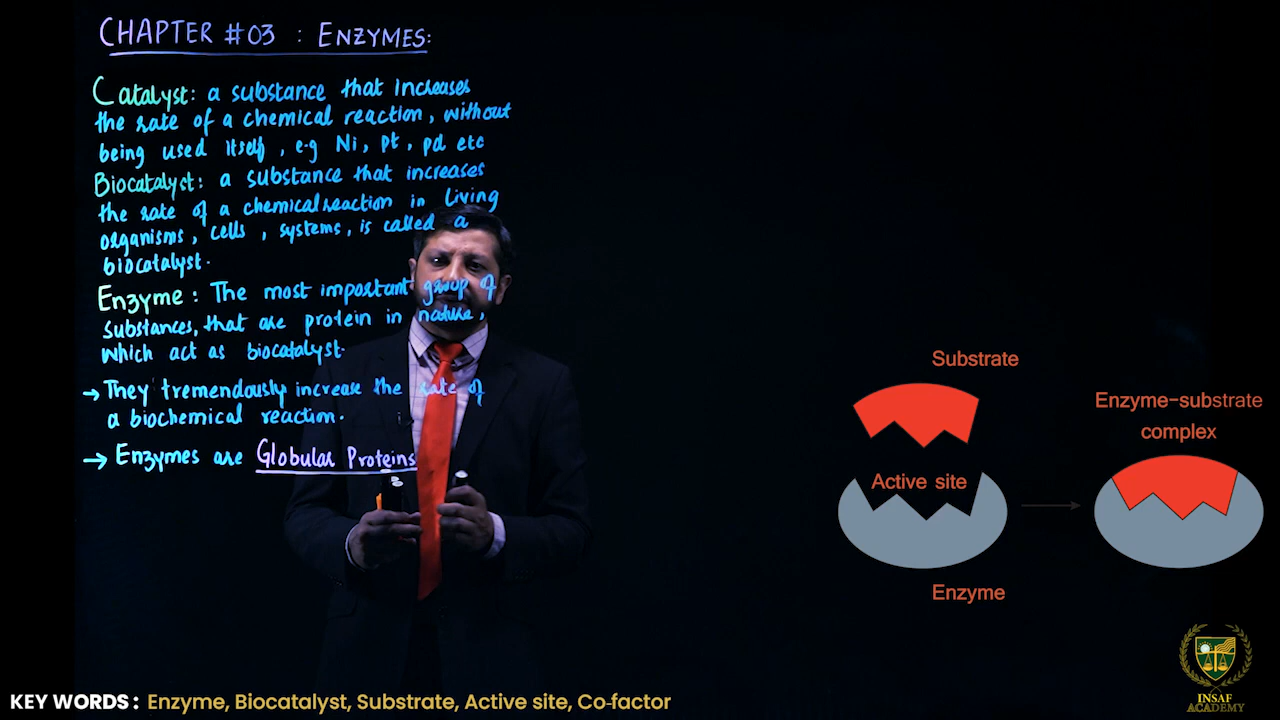 CHAPTER #03 : ENZYMES:
Catalyst: a substance that increases
the rate of a chemical reaction, without
being used itself, e.g Ni, Pt, pd etc
Biocatalyst: a substance that increases
the rate of a chemical reaction in living
organisms, cells, systems, is called a
biocatalyst.
Enzyme: The most important group of
substances, that are protein in nature,
which act as biocatalyst.
→ They tremendously increase the rate of
a biochemical reaction.
→ Enzymes are Globular Proteins
Substrate
Active site
Enzyme
Enzyme-substrate
complex
KEY WORDS: Enzyme, Biocatalyst, Substrate, Active site, Co-factor
INSAF
ACADEMY